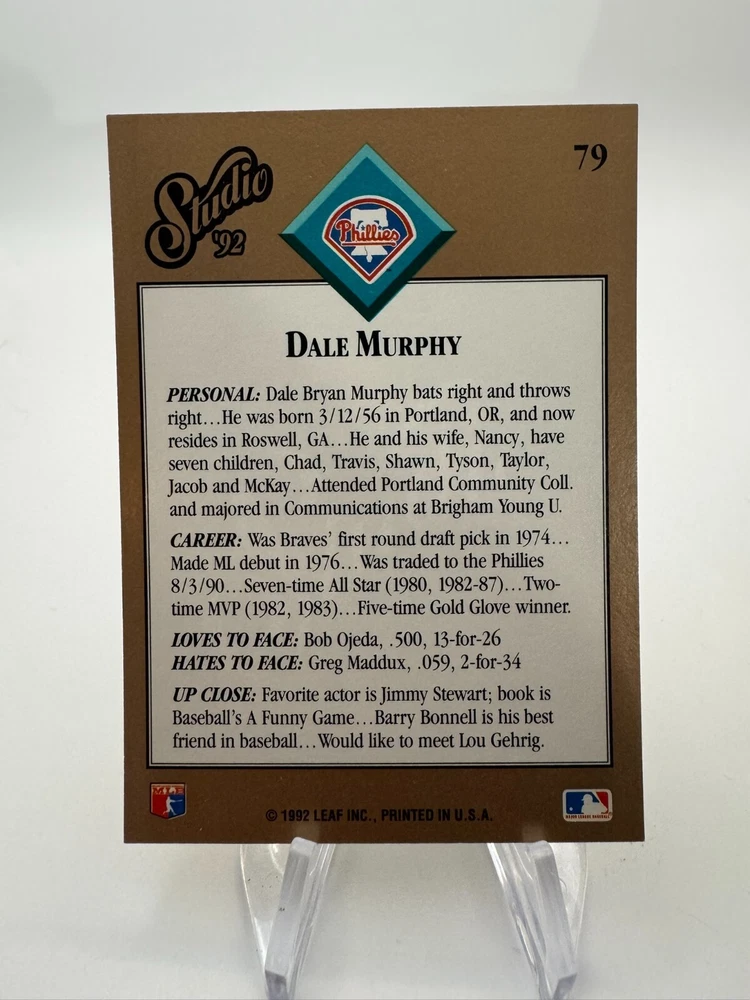 Studio
'92
79
Phillies
DALE MURPHY
PERSONAL: Dale Bryan Murphy bats right and throws
right...He was born 3/12/56 in Portland, OR, and now
resides in Roswell, GA...He and his wife, Nancy, have
seven children, Chad, Travis, Shawn, Tyson, Taylor,
Jacob and McKay...Attended Portland Community Coll.
and majored in Communications at Brigham Young U.
CAREER: Was Braves' first round draft pick in 1974...
Made ML debut in 1976...Was traded to the Phillies
8/3/90...Seven-time All Star (1980, 1982-87)...Two-
time MVP (1982, 1983)...Five-time Gold Glove winner.
LOVES TO FACE: Bob Ojeda, .500, 13-for-26
HATES TO FACE: Greg Maddux, .059, 2-for-34
UP CLOSE: Favorite actor is Jimmy Stewart; book is
Baseball's A Funny Game...Barry Bonnell is his best
friend in baseball...Would like to meet Lou Gehrig.
© 1992 LEAF INC., PRINTED IN U.S.A.
MAJOR LEAGUE BASEBALL